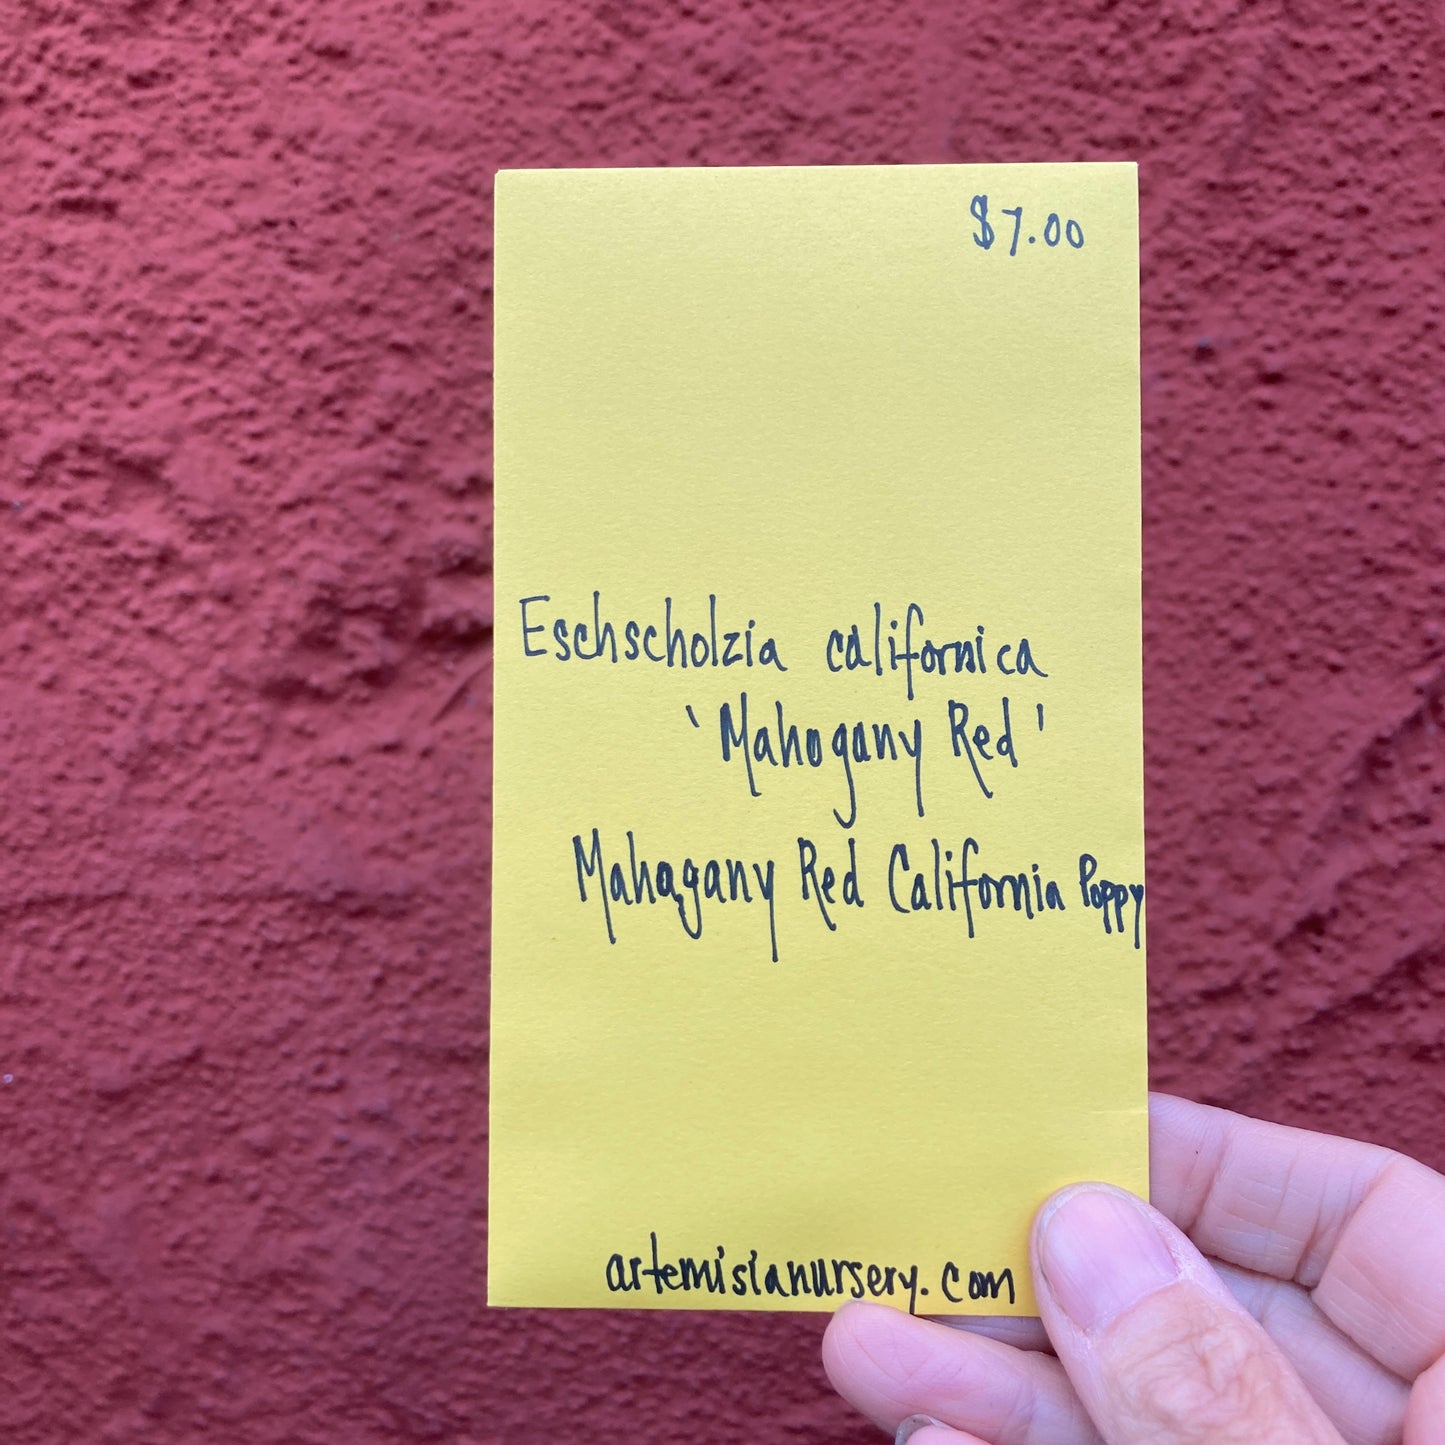 $7.00
Eschscholzia californica
'Mahogany Red'
Mahagany Red California Poppy
artemisianursery.com